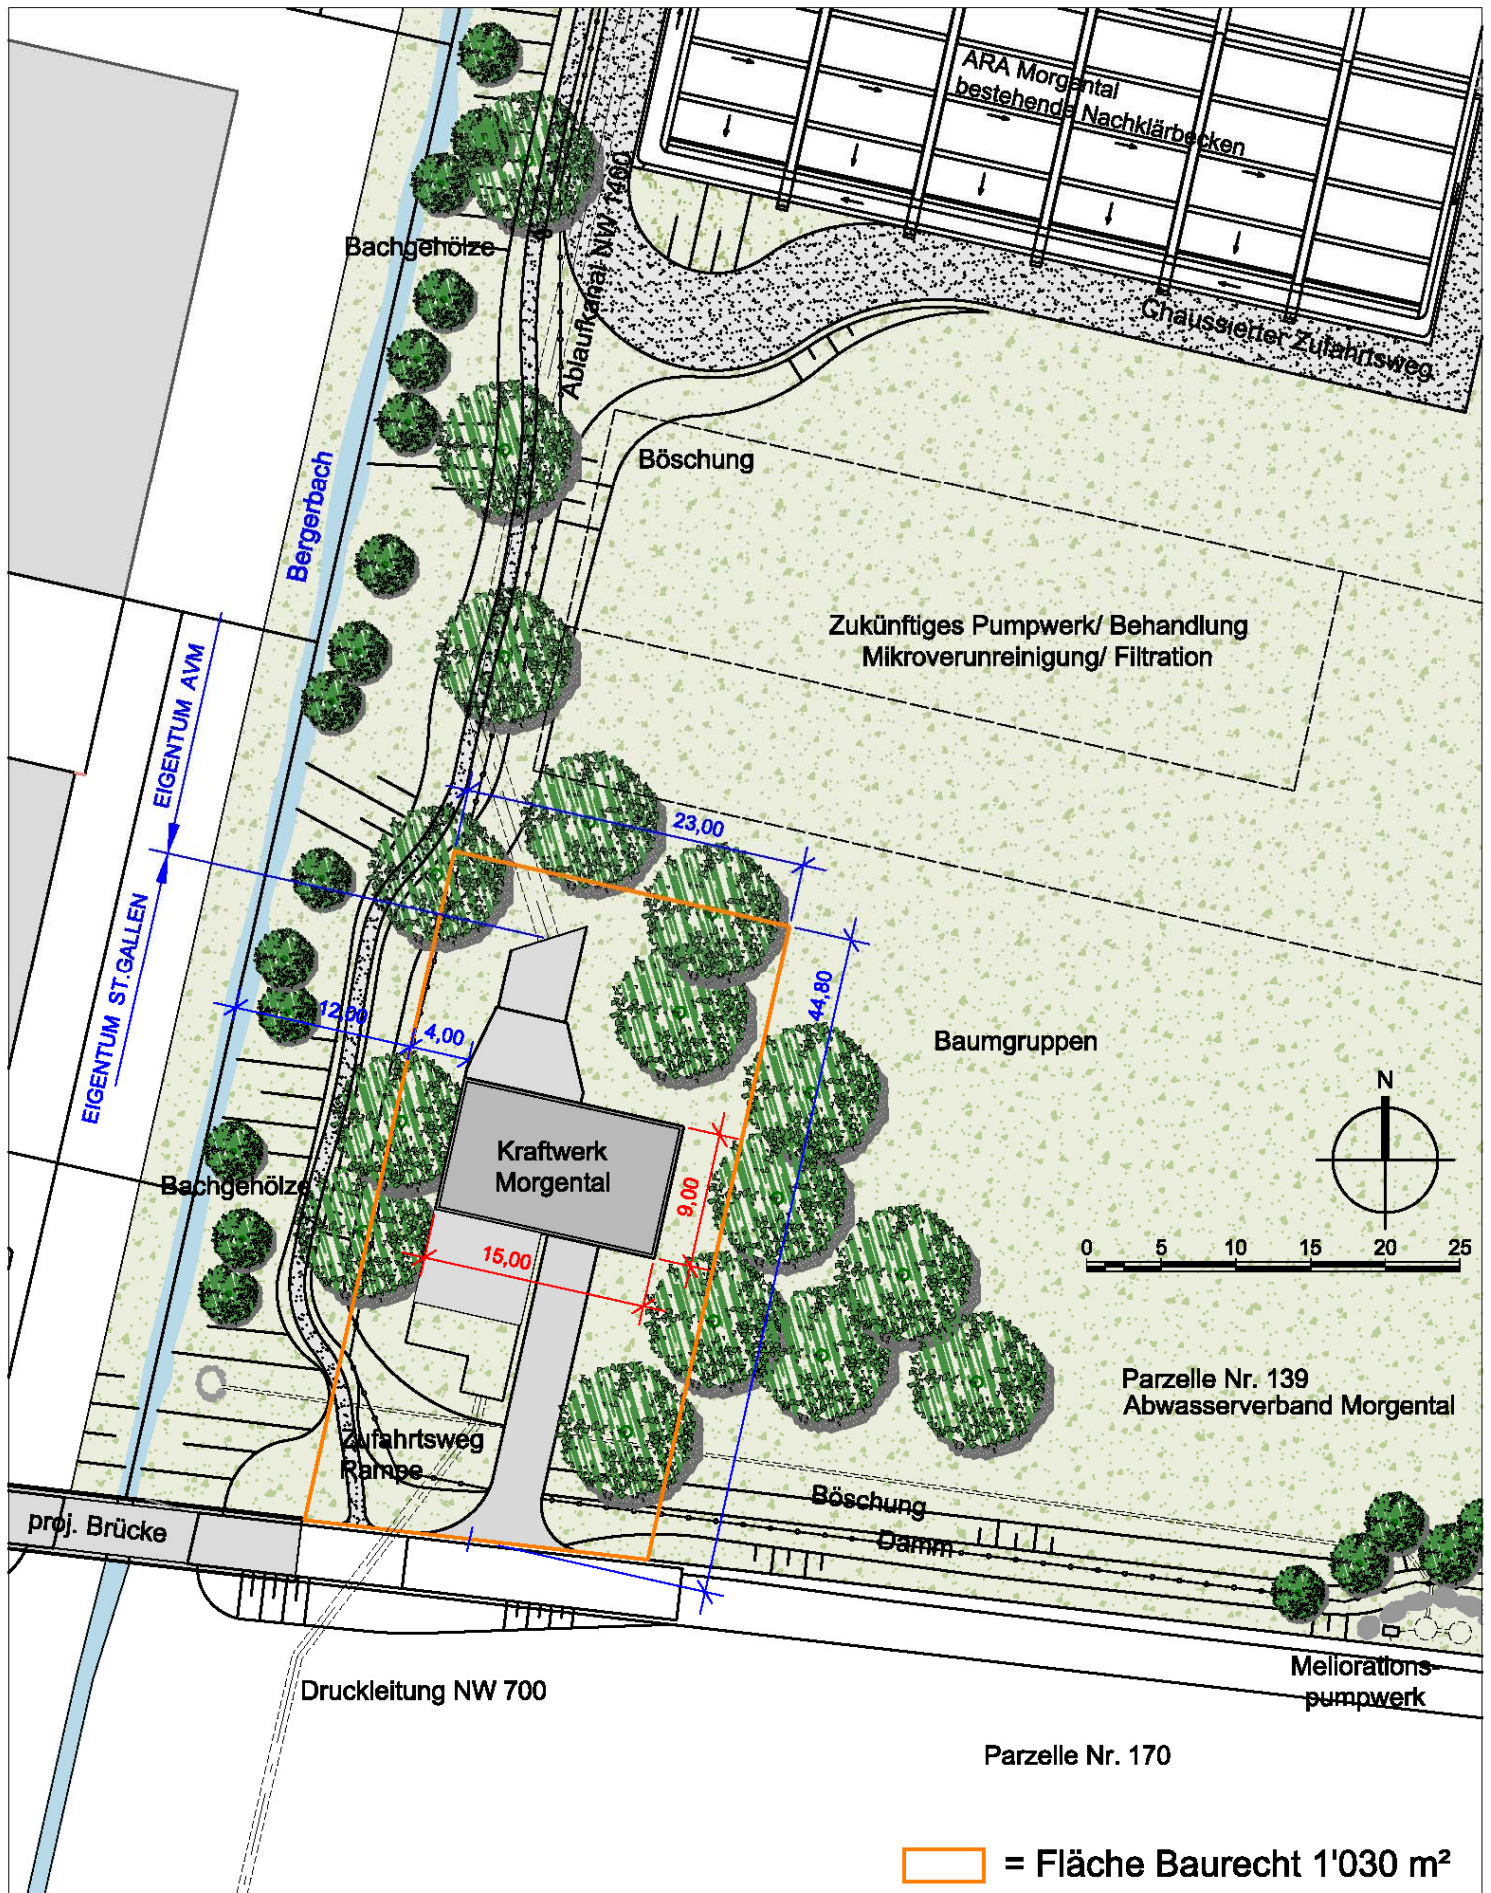 ARA Morgental
bestehende Nachklärbecken
Bachgehölze
Ablaufkanal NW 1400
Chaussierter Zufahrtsweg
Böschung
Bergerbach
Zukünftiges Pumpwerk/ Behandlung
Mikroverunreinigung/ Filtration
EIGENTUM AVM
23,00
EIGENTUM ST.GALLEN
44,80
12,00
4,00
Baumgruppen
N
Kraftwerk
Morgental
Bachgehölze
9,00
15,00
0 5 10 15 20 25
Parzelle Nr. 139
Abwasserverband Morgental
Zufahrtsweg
Rampe
Böschung
proj. Brücke
Damm
Meliorations-
pumpwerk
Druckleitung NW 700
Parzelle Nr. 170
= Fläche Baurecht 1'030 m²